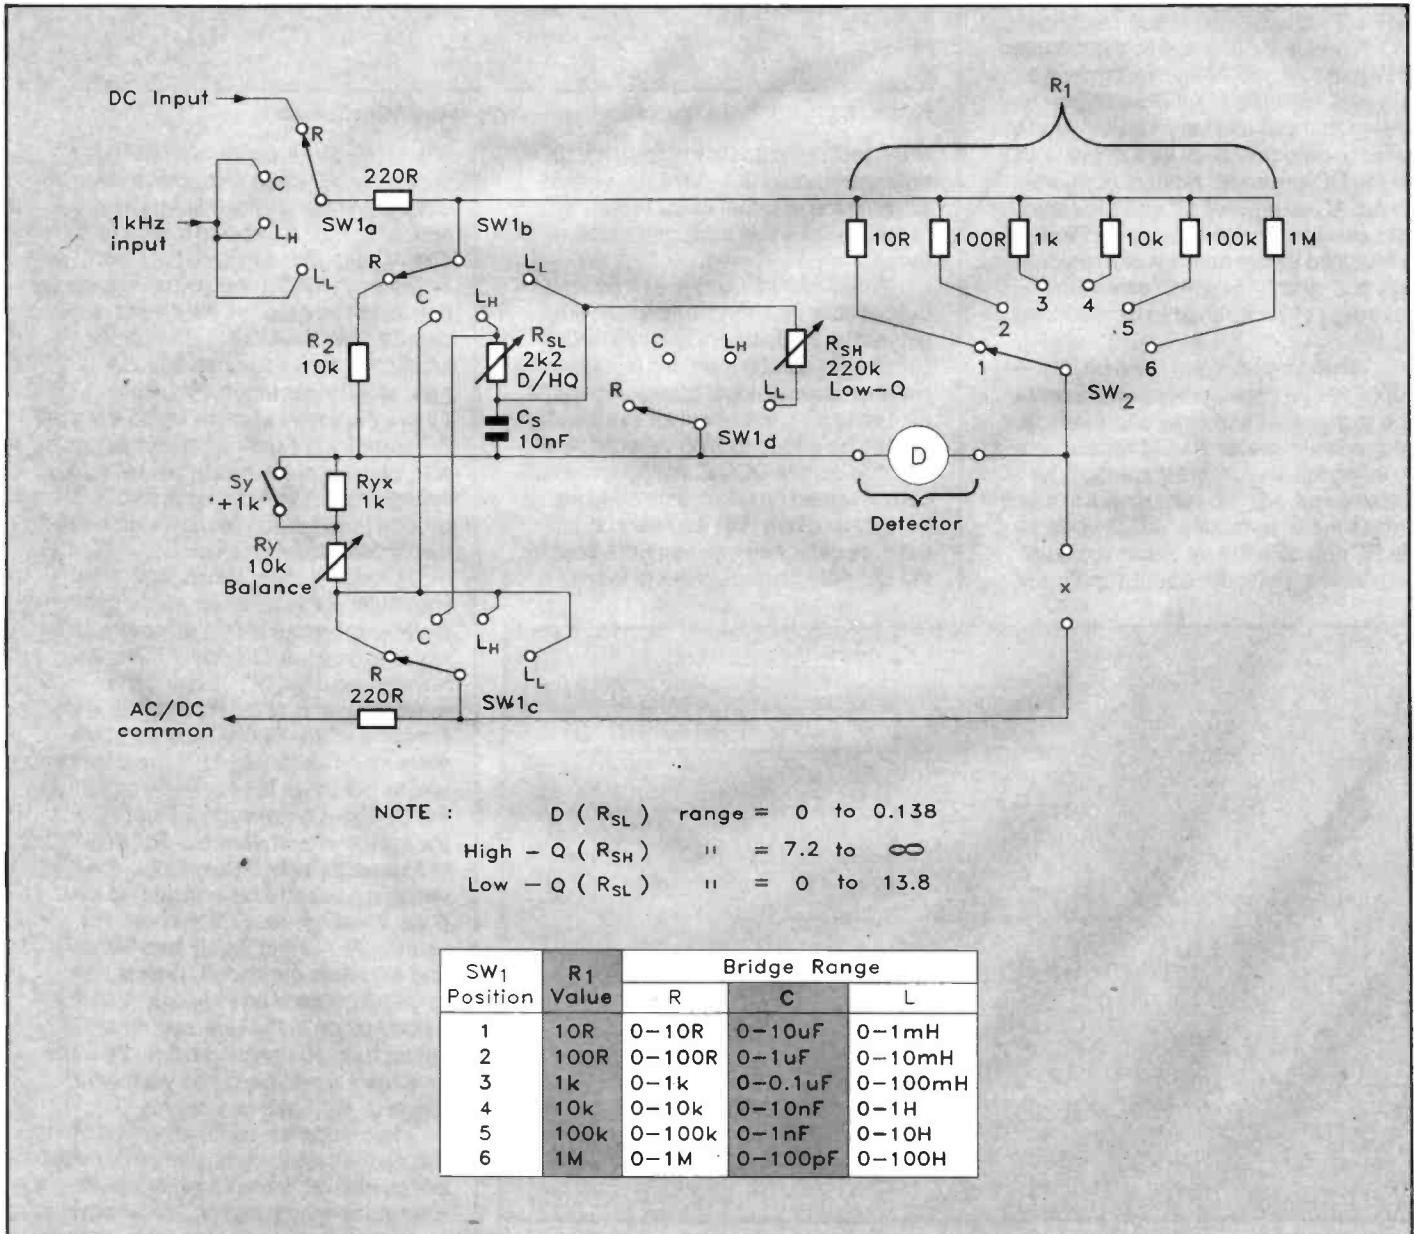 DC Input
R
C
1kHz
input
LH
LL
220R
SW1a
SW1b
R
C
LH
LL
R2
10k
RSL
2k2
D/HQ
CS
10nF
C
LH
R
LL
SW1d
RSH
220k
Low-Q
R1
10R
100R
1k
10k
100k
1M
1
2
3
4
5
6
SW2
D
Detector
x
Sy
'+1k'
Ryx
1k
Ry
10k
Balance
C
LH
R
LL
SW1c
220R
AC/DC
common
NOTE : D ( RSL ) range = 0 to 0.138
High - Q ( RSH ) " = 7.2 to ∞
Low - Q ( RSL ) " = 0 to 13.8
SW1 Position R1 Value Bridge Range
R C L
1 10R 0-10R 0-10uF 0-1mH
2 100R 0-100R 0-1uF 0-10mH
3 1k 0-1k 0-0.1uF 0-100mH
4 10k 0-10k 0-10nF 0-1H
5 100k 0-100k 0-1nF 0-10H
6 1M 0-1M 0-100pF 0-100H